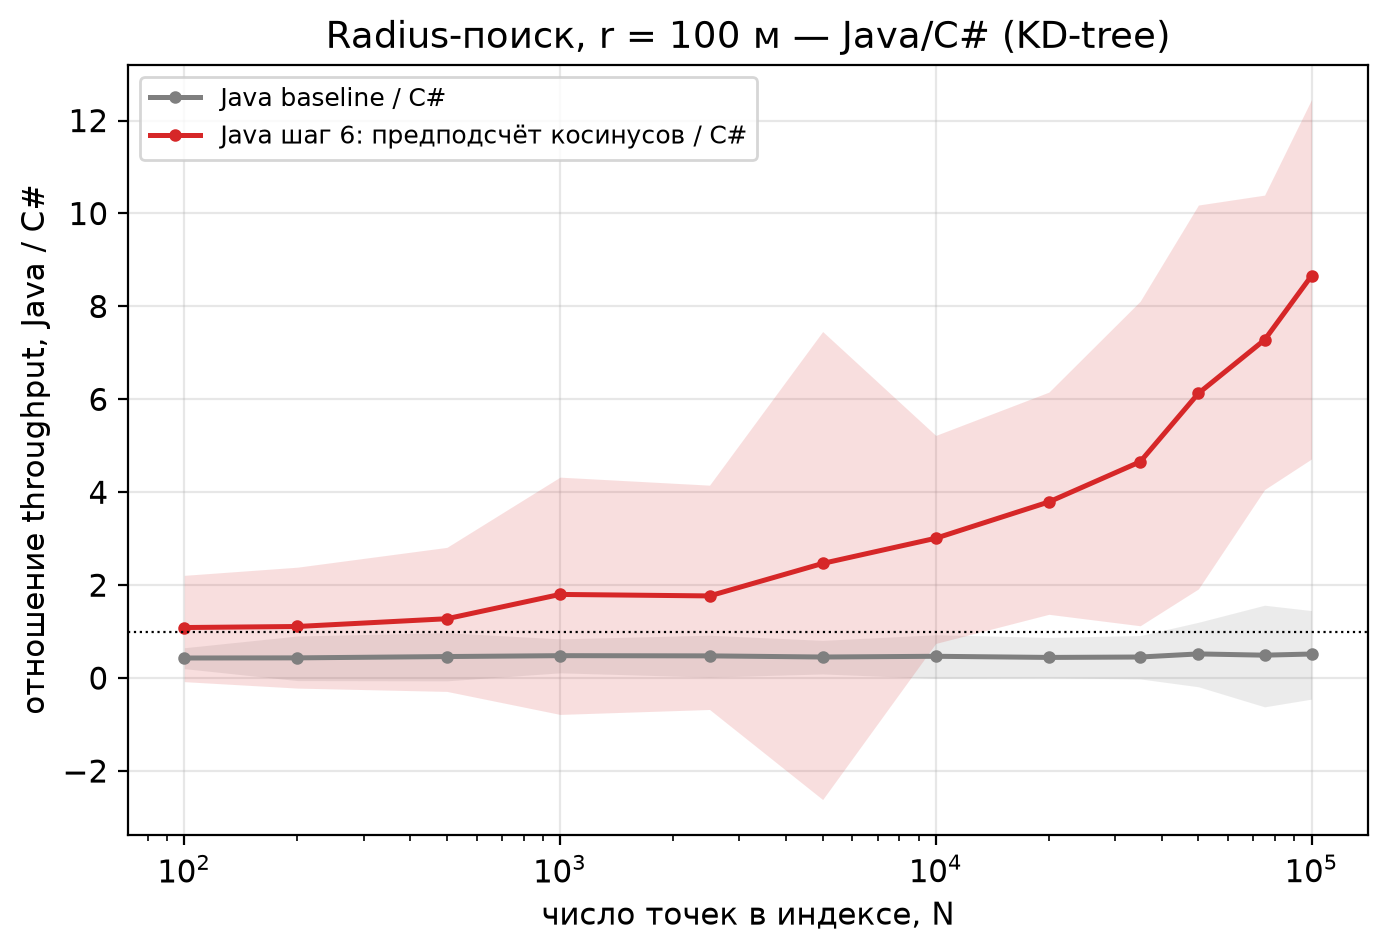 Radius-поиск, r = 100 м — Java/C# (KD-tree)
Java baseline / C#
Java шаг 6: предподсчёт косинусов / C#
отношение throughput, Java / C#
12
10
8
6
4
2
0
−2
10²
10³
10⁴
10⁵
число точек в индексе, N